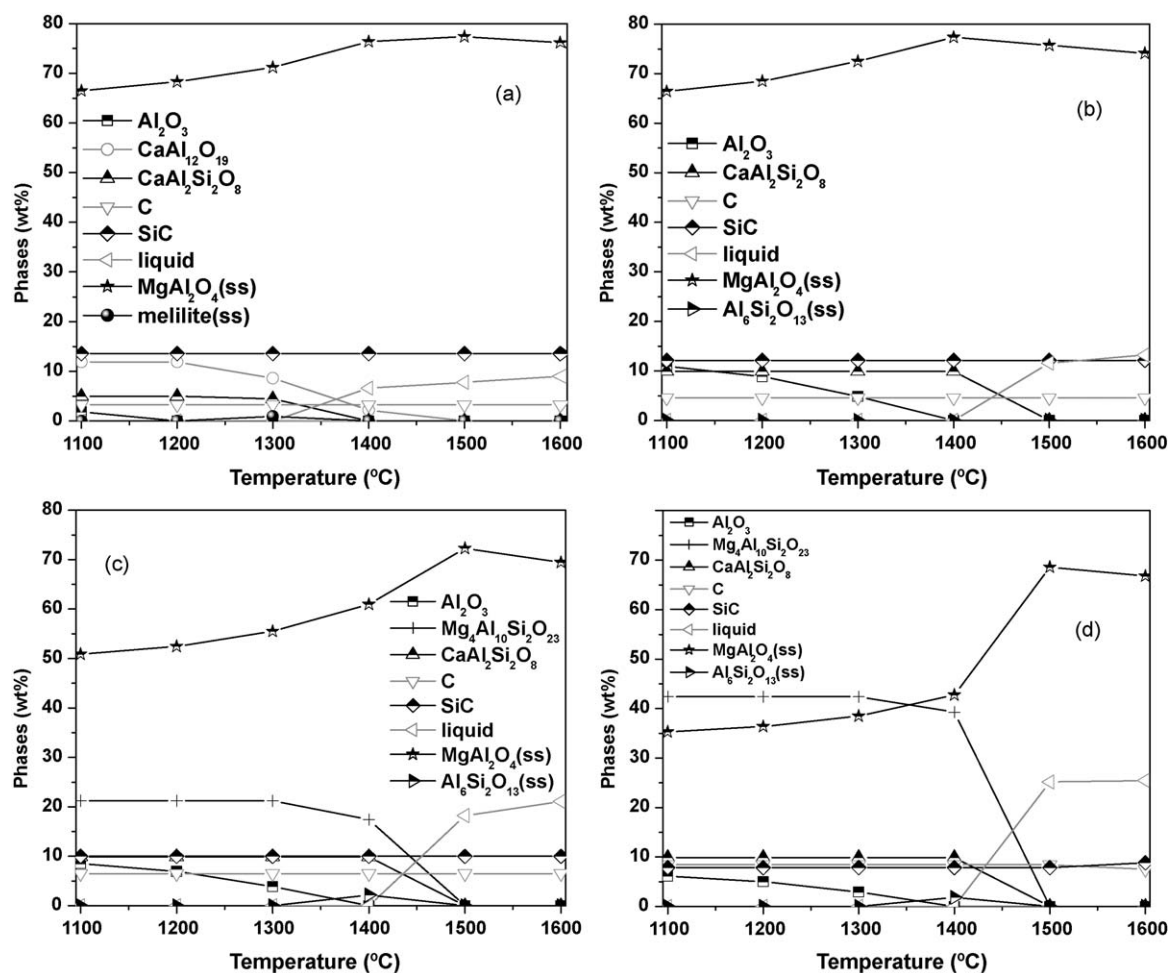 80
70
60
50
40
30
20
10
0
Phases (wt%)
(a)
Al₂O₃
CaAl₁₂O₁₉
CaAl₂Si₂O₈
C
SiC
liquid
MgAl₂O₄(ss)
melilite(ss)
1100 1200 1300 1400 1500 1600
Temperature (ºC)
80
70
60
50
40
30
20
10
0
Phases (wt%)
(b)
Al₂O₃
CaAl₂Si₂O₈
C
SiC
liquid
MgAl₂O₄(ss)
Al₆Si₂O₁₃(ss)
1100 1200 1300 1400 1500 1600
Temperature (ºC)
80
70
60
50
40
30
20
10
0
Phases (wt%)
(c)
Al₂O₃
Mg₄Al₁₀Si₂O₂₃
CaAl₂Si₂O₈
C
SiC
liquid
MgAl₂O₄(ss)
Al₆Si₂O₁₃(ss)
1100 1200 1300 1400 1500 1600
Temperature (ºC)
70
60
50
40
30
20
10
0
Phases (wt%)
(d)
Al₂O₃
Mg₄Al₁₀Si₂O₂₃
CaAl₂Si₂O₈
C
SiC
liquid
MgAl₂O₄(ss)
Al₆Si₂O₁₃(ss)
1100 1200 1300 1400 1500 1600
Temperature (ºC)